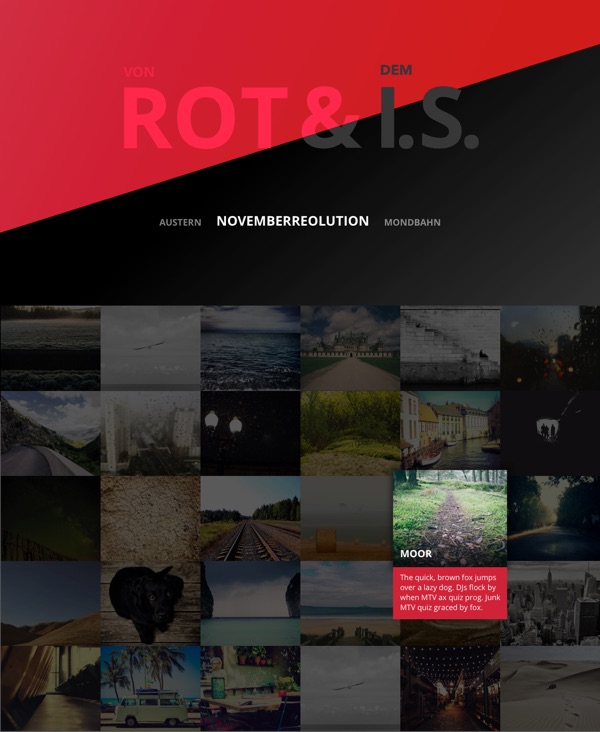 VON
DEM
ROT & I.S.
AUSTERN NOVEMBERREOLUTION MONDBAHN
MOOR
The quick, brown fox jumps
over a lazy dog. DJs flock by
when MTV ax quiz prog. Junk
MTV quiz graced by fox.